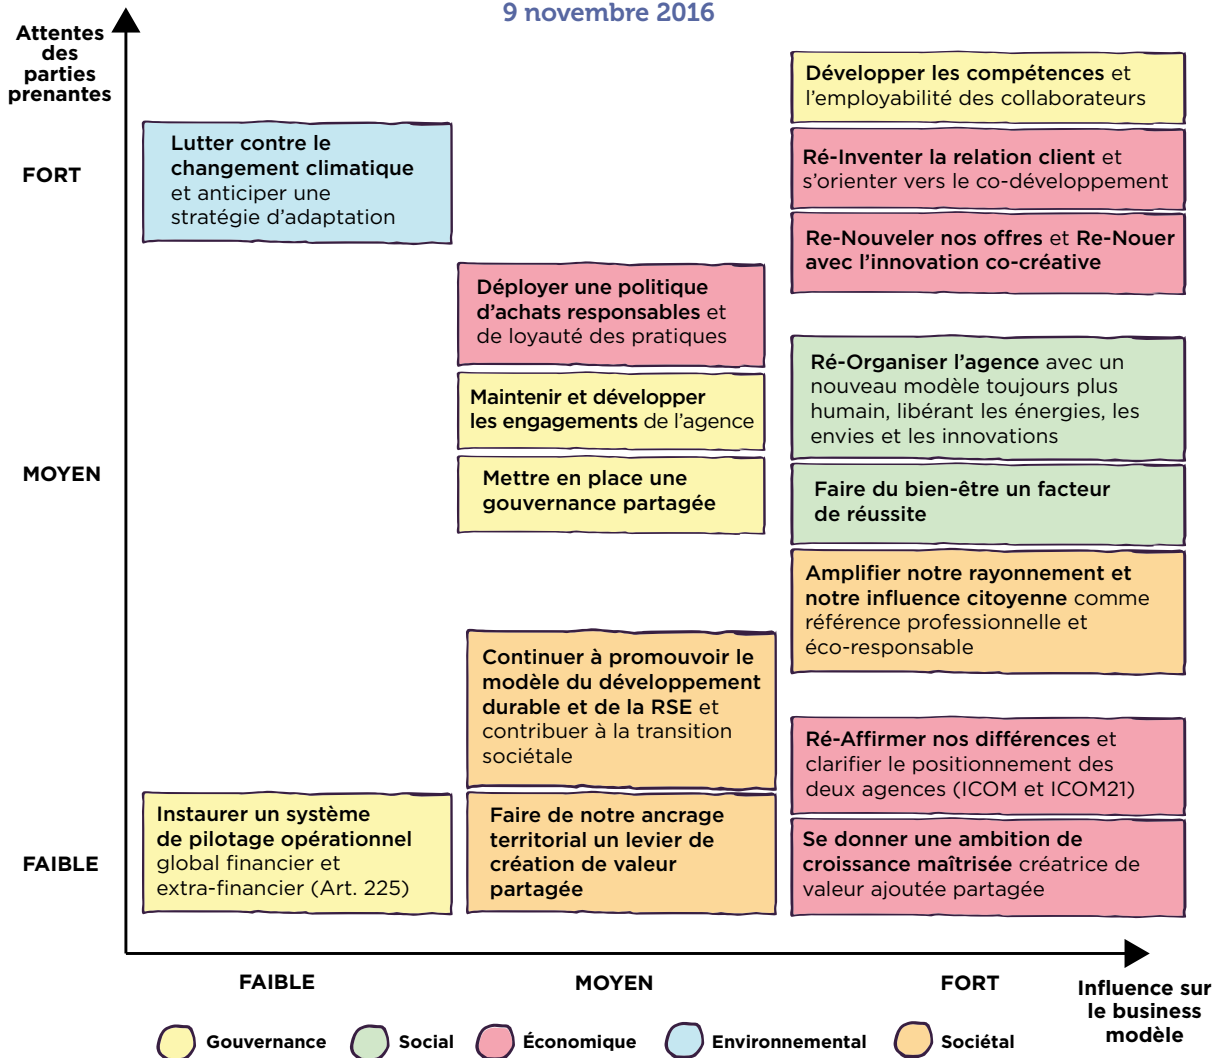 9 novembre 2016
Attentes
des
parties
prenantes
FORT
MOYEN
FAIBLE
Développer les compétences et
l'employabilité des collaborateurs
Lutter contre le
changement climatique
et anticiper une
stratégie d'adaptation
Ré-Inventer la relation client et
s'orienter vers le co-développement
Re-Nouveler nos offres et Re-Nouer
avec l'innovation co-créative
Déployer une politique
d'achats responsables et
de loyauté des pratiques
Maintenir et développer
les engagements de l'agence
Mettre en place une
gouvernance partagée
Ré-Organiser l'agence avec un
nouveau modèle toujours plus
humain, libérant les énergies, les
envies et les innovations
Faire du bien-être un facteur
de réussite
Amplifier notre rayonnement et
notre influence citoyenne comme
référence professionnelle et
éco-responsable
Continuer à promouvoir le
modèle du développement
durable et de la RSE et
contribuer à la transition
sociétale
Ré-Affirmer nos différences et
clarifier le positionnement des
deux agences (ICOM et ICOM21)
Instaurer un système
de pilotage opérationnel
global financier et
extra-financier (Art. 225)
Faire de notre ancrage
territorial un levier de
création de valeur
partagée
Se donner une ambition de
croissance maîtrisée créatrice de
valeur ajoutée partagée
FAIBLE
MOYEN
FORT
Influence sur
le business
modèle
Gouvernance
Social
Économique
Environnemental
Sociétal